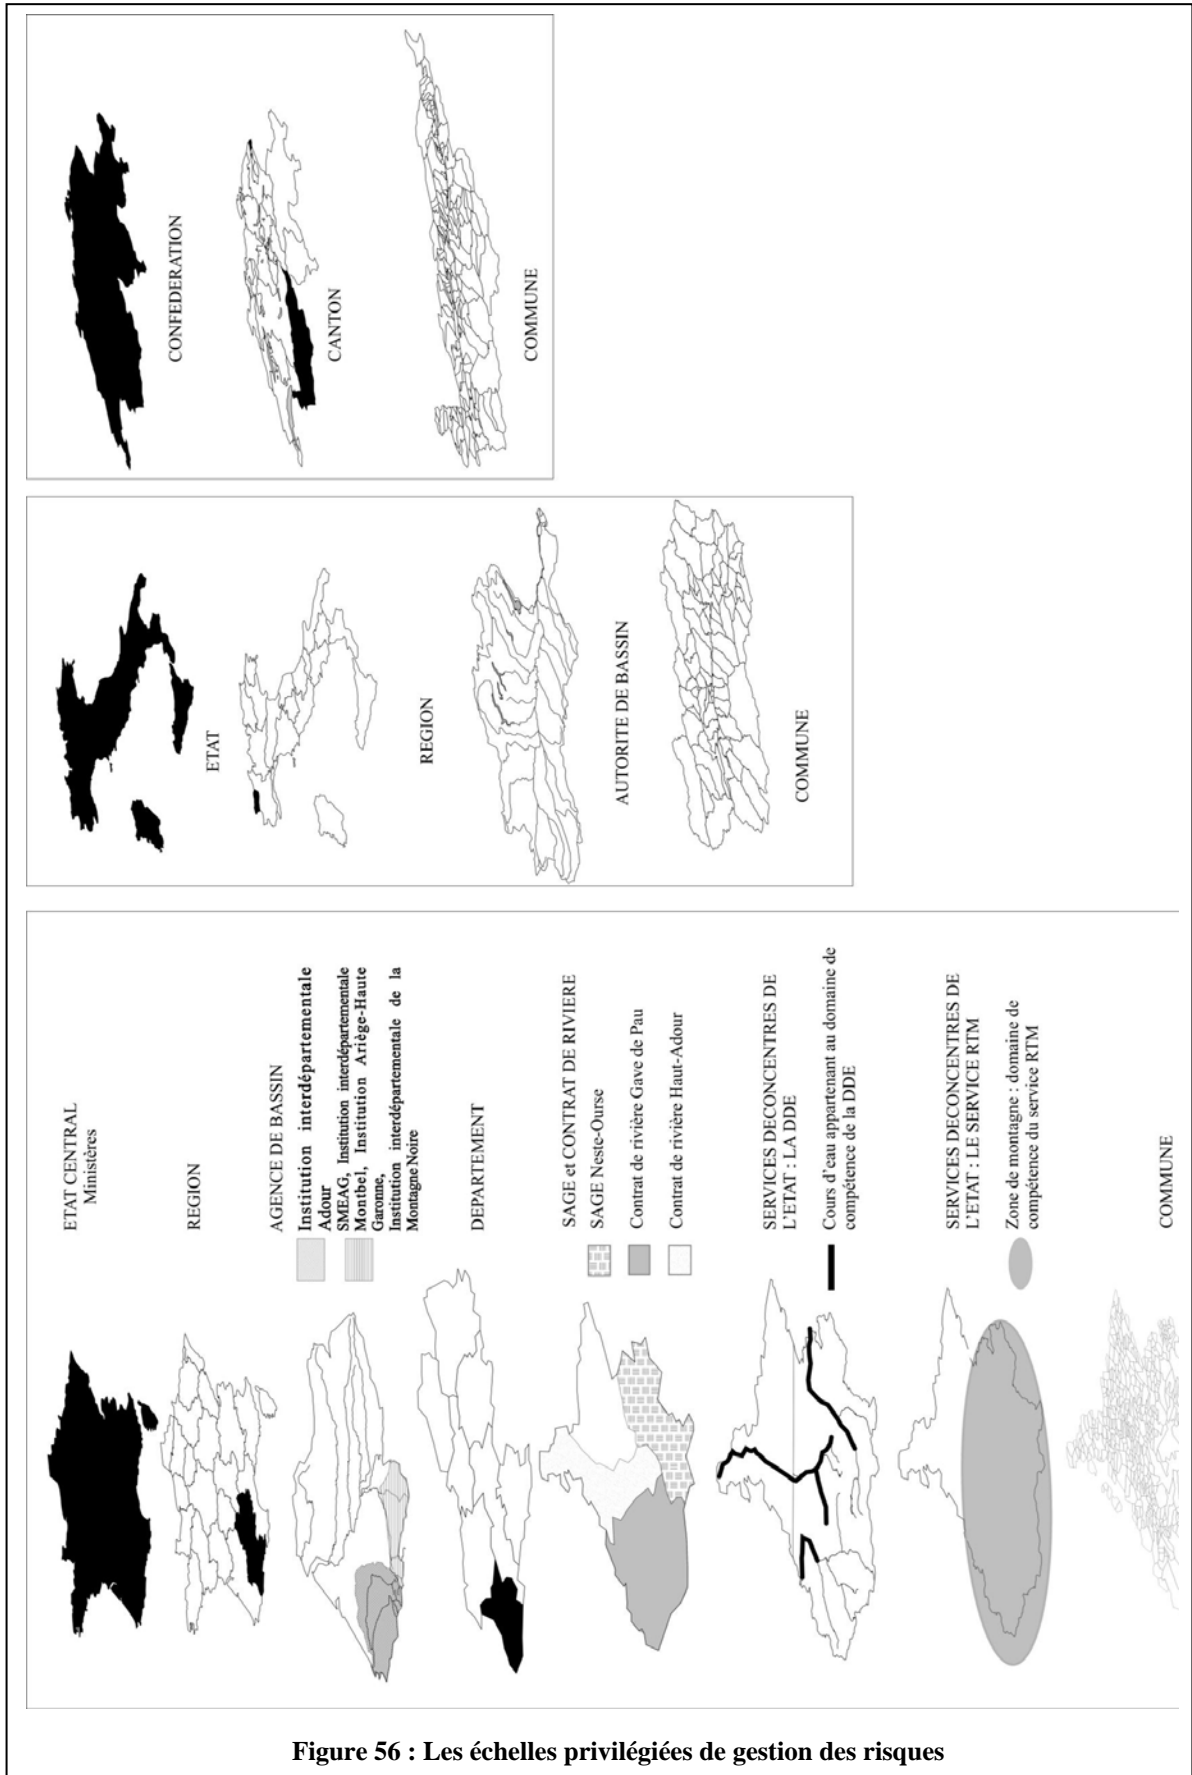 ETAT CENTRAL
Ministères
REGION
AGENCE DE BASSIN
Institution interdépartementale
Adour
SMEAG, Institution interdépartementale
Montbel, Institution Ariège-Haute
Garonne,
Institution interdépartementale de la
Montagne Noire
DEPARTEMENT
SAGE et CONTRAT DE RIVIERE
SAGE Neste-Ourse
Contrat de rivière Gave de Pau
Contrat de rivière Haut-Adour
SERVICES DECONCENTRES DE
L'ETAT : LA DDE
Cours d'eau appartenant au domaine de
compétence de la DDE
SERVICES DECONCENTRES DE
L'ETAT : LE SERVICE RTM
Zone de montagne : domaine de
compétence du service RTM
COMMUNE
ETAT
REGION
AUTORITE DE BASSIN
COMMUNE
CONFEDERATION
CANTON
COMMUNE
Figure 56 : Les échelles privilégiées de gestion des risques